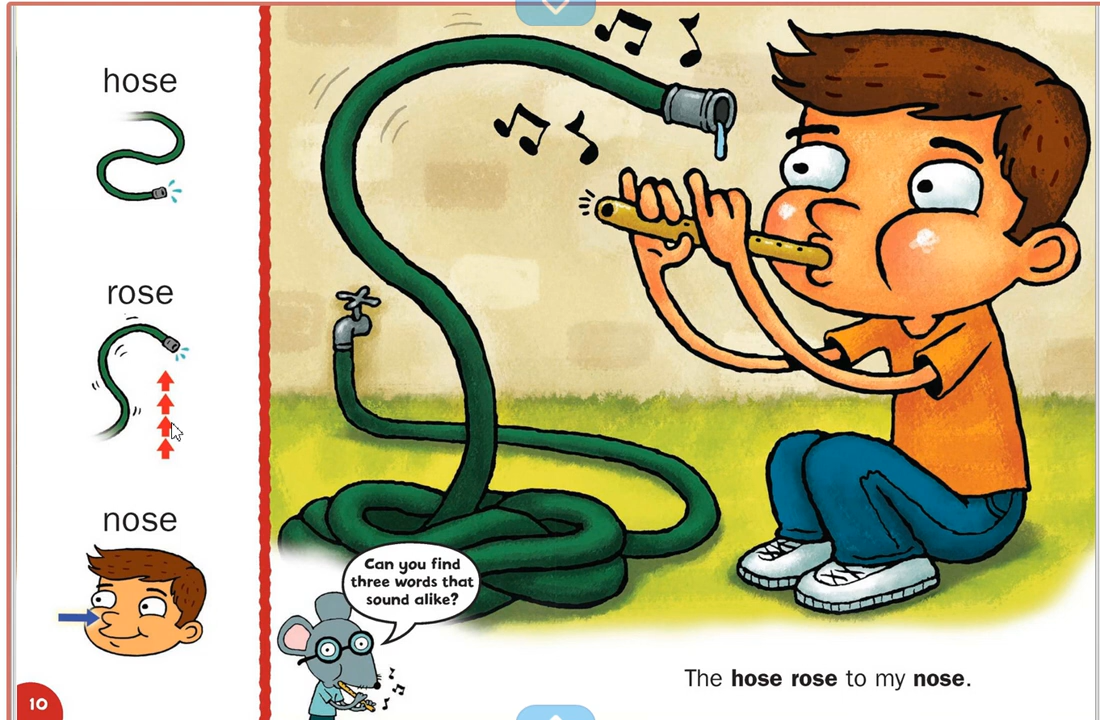 hose
rose
nose
Can you find
three words that
sound alike?
The hose rose to my nose.
10